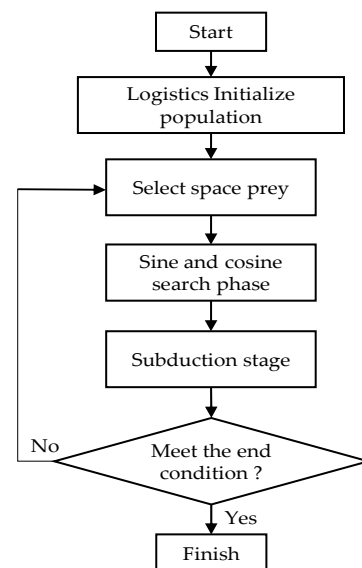 Start
Logistics Initialize
population
Select space prey
Sine and cosine
search phase
Subduction stage
Meet the end
condition ?
No
Yes
Finish